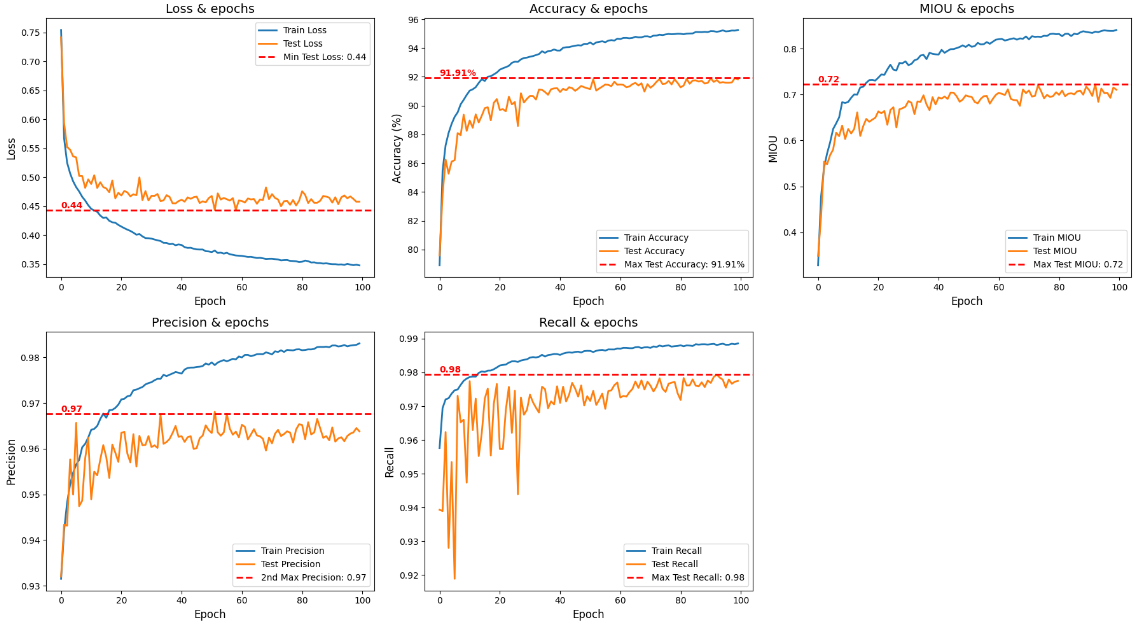 Loss & epochs
Loss
0.75
0.70
0.65
0.60
0.55
0.50
0.45
0.40
0.35
0.44
Train Loss
Test Loss
Min Test Loss: 0.44
0 20 40 60 80 100
Epoch
Accuracy & epochs
Accuracy (%)
96
94
92
90
88
86
84
82
80
91.91%
Train Accuracy
Test Accuracy
Max Test Accuracy: 91.91%
0 20 40 60 80 100
Epoch
MIOU & epochs
MIOU
0.8
0.7
0.6
0.5
0.4
0.72
Train MIOU
Test MIOU
Max Test MIOU: 0.72
0 20 40 60 80 100
Epoch
Precision & epochs
Precision
0.98
0.97
0.96
0.95
0.94
0.93
0.97
Train Precision
Test Precision
2nd Max Precision: 0.97
0 20 40 60 80 100
Epoch
Recall & epochs
Recall
0.99
0.98
0.97
0.96
0.95
0.94
0.93
0.92
0.98
Train Recall
Test Recall
Max Test Recall: 0.98
0 20 40 60 80 100
Epoch